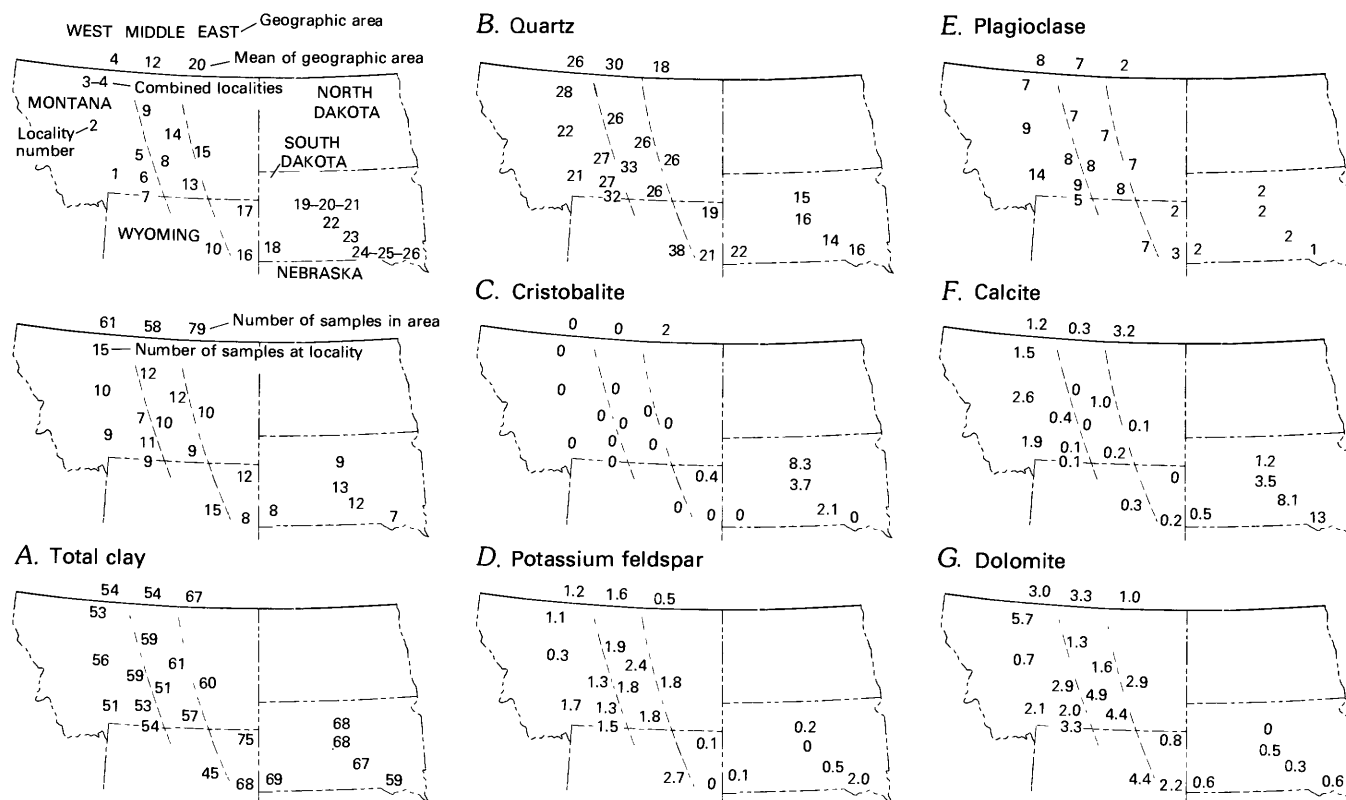 WEST MIDDLE EAST Geographic area
4 12 20 Mean of geographic area
3–4 Combined localities
MONTANA 9 NORTH
DAKOTA
Locality 2
number
14
SOUTH
DAKOTA
5 8 15
1 6 13
7
17 19–20–21
22
WYOMING 23
10 16 18 24–25–26
NEBRASKA
61 58 79 Number of samples in area
15 Number of samples at locality
12
10 12
7 10 10
9 11 9
9 9
12
13
12
15 8 8 7
A. Total clay
54 54 67
53
59
56 61
59 51 60
51 53 57
54 68
75 68
67
45 68 69 59
B. Quartz
26 30 18
28
26
22 26
27 33 26
21 27 26
32 15
19 16
14
38 21 22 16
C. Cristobalite
0 0 2
0
0 0
0 0 0 0
0 0 0
0 8.3
0.4 3.7
0 0 0 2.1 0
D. Potassium feldspar
1.2 1.6 0.5
1.1
1.9
0.3 2.4
1.3 1.8 1.8
1.7 1.3 1.8
1.5 0.2
0.1 0
0.5
2.7 0 0.1 2.0
E. Plagioclase
8 7 2
7
7
9 7
8 8 7
14 9 8
5 2
2 2
2
7 3 2 1
F. Calcite
1.2 0.3 3.2
1.5
0
2.6 1.0
0.4 0 0.1
1.9 0.1 0.2
0.1 1.2
0 3.5
8.1
0.3 0.2 0.5 13
G. Dolomite
3.0 3.3 1.0
5.7
1.3
0.7 1.6
2.9 4.9 2.9
2.1 2.0 4.4
3.3 0
0.8 0.5
0.3
4.4 2.2 0.6 0.6